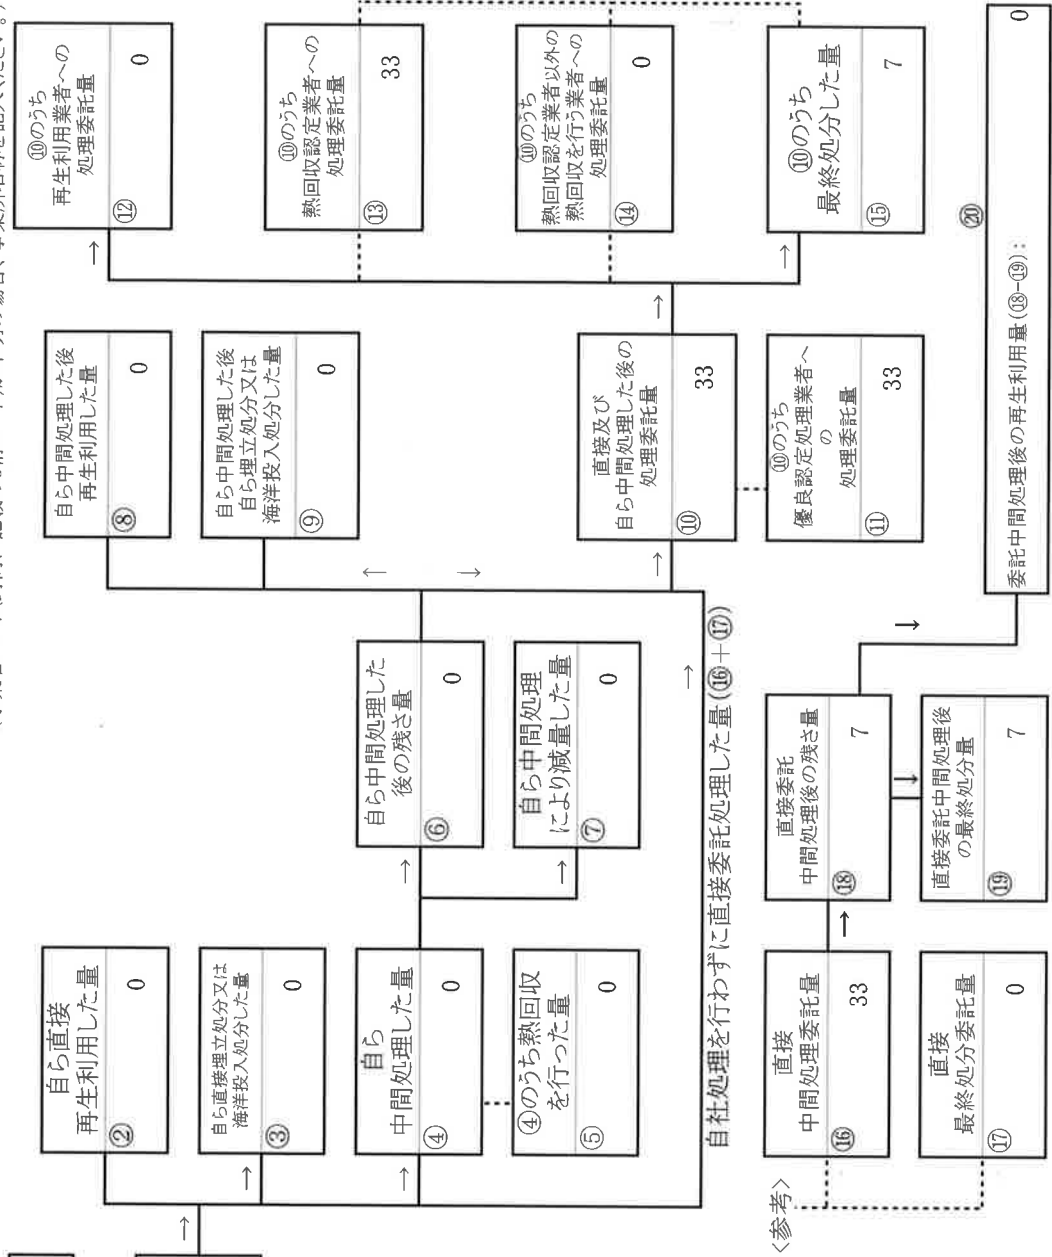 自ら直接
再生利用した量
②
0
自ら直接埋立処分又は
海洋投入処分した量
③
0
自ら
中間処理した量
④
0
④のうち熱回収
を行った量
⑤
0
自ら中間処理した
後の残さ量
⑥
0
自ら中間処理
により減量した量
⑦
0
自ら中間処理した後
再生利用した量
⑧
0
自ら中間処理した後
自ら埋立処分又は
海洋投入処分した量
⑨
0
直接及び
自ら中間処理した後の
処理委託量
⑩
33
⑩のうち
優良認定処理業者へ
の
処理委託量
⑪
33
⑩のうち
再生利用業者への
処理委託量
⑫
0
⑩のうち
熱回収認定業者への
処理委託量
⑬
33
⑩のうち
熱回収認定業者以外の
熱回収を行う業者への
処理委託量
⑭
0
⑩のうち
最終処分した量
⑮
7
自社処理を行わずに直接委託処理した量(⑯+⑰)
<参考>
直接
中間処理委託量
⑯
33
直接
最終処分委託量
⑰
0
直接委託
中間処理後の残さ量
⑱
7
直接委託中間処理後
の最終処分量
⑲
7
⑳
委託中間処理後の再生利用量(⑱-⑲):
0